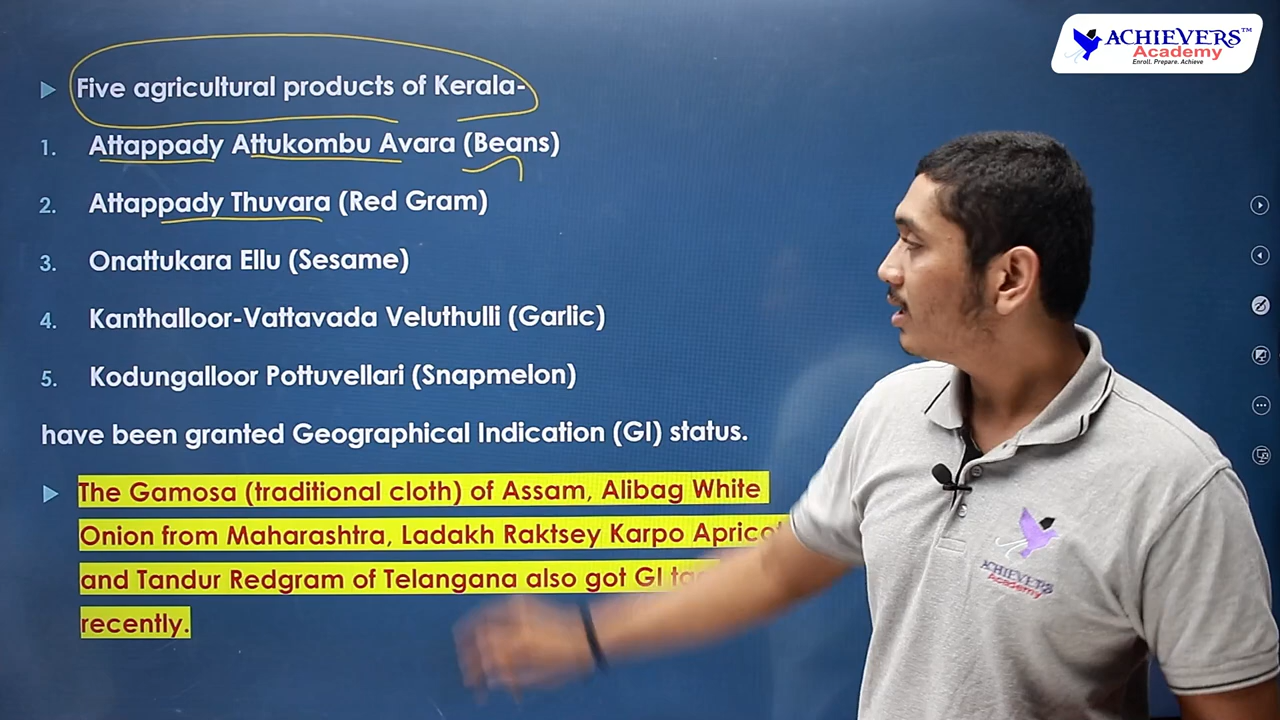 ACHIEVERS™
Academy
Enroll. Prepare. Achieve
Five agricultural products of Kerala-
1. Attappady Attukombu Avara (Beans)
2. Attappady Thuvara (Red Gram)
3. Onattukara Ellu (Sesame)
4. Kanthalloor-Vattavada Veluthulli (Garlic)
5. Kodungalloor Pottuvellari (Snapmelon)
have been granted Geographical Indication (GI) status.
The Gamosa (traditional cloth) of Assam, Alibag White
Onion from Maharashtra, Ladakh Raktsey Karpo
and Tandur Redgram of Telangana also got GI
recently.
ACHIEVERS
Academy